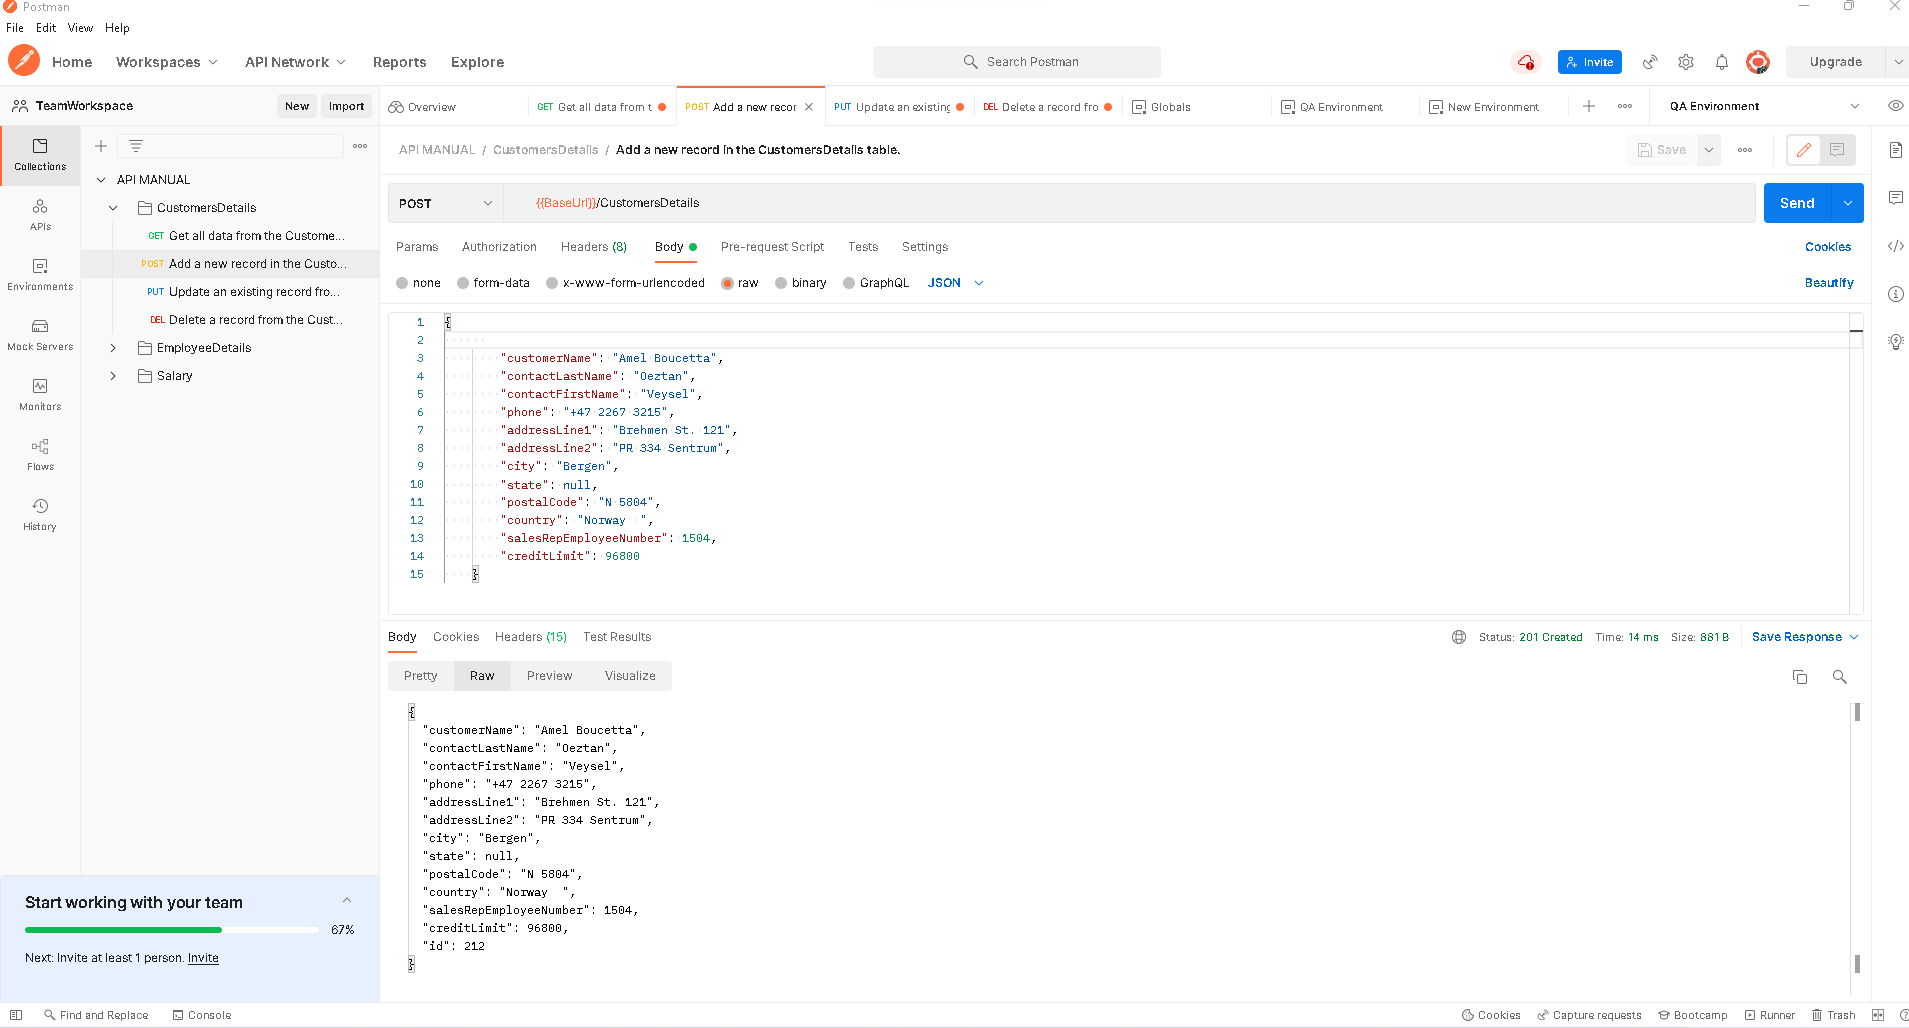 Postman
File Edit View Help
Home Workspaces API Network Reports Explore Search Postman Invite Upgrade
TeamWorkspace New Import
Overview GET Get all data from t POST Add a new recor PUT Update an existing DEL Delete a record fro Globals QA Environment New Environment QA Environment
Collections
APIs
Environments
Mock Servers
Monitors
Flows
History
API MANUAL
CustomersDetails
GET Get all data from the Custome...
POST Add a new record in the Custo...
PUT Update an existing record fro...
DEL Delete a record from the Cust...
EmployeeDetails
Salary
API MANUAL / CustomersDetails / Add a new record in the CustomersDetails table. Save
POST {{BaseUrl}}/CustomersDetails Send
Params Authorization Headers (8) Body Pre-request Script Tests Settings Cookies
none form-data x-www-form-urlencoded raw binary GraphQL JSON Beautify
1 {
2
3 "customerName": "Amel Boucetta",
4 "contactLastName": "Oeztan",
5 "contactFirstName": "Veysel",
6 "phone": "+47 2267 3215",
7 "addressLine1": "Brehmen St. 121",
8 "addressLine2": "PR 334 Sentrum",
9 "city": "Bergen",
10 "state": null,
11 "postalCode": "N 5804",
12 "country": "Norway  ",
13 "salesRepEmployeeNumber": 1504,
14 "creditLimit": 96800
15 }
Body Cookies Headers (15) Test Results Status: 201 Created Time: 14 ms Size: 881 B Save Response
Pretty Raw Preview Visualize
{
"customerName": "Amel Boucetta",
"contactLastName": "Oeztan",
"contactFirstName": "Veysel",
"phone": "+47 2267 3215",
"addressLine1": "Brehmen St. 121",
"addressLine2": "PR 334 Sentrum",
"city": "Bergen",
"state": null,
"postalCode": "N 5804",
"country": "Norway  ",
"salesRepEmployeeNumber": 1504,
"creditLimit": 96800,
"id": 212
}
Start working with your team
67%
Next: Invite at least 1 person. Invite
Find and Replace Console Cookies Capture requests Bootcamp Runner Trash